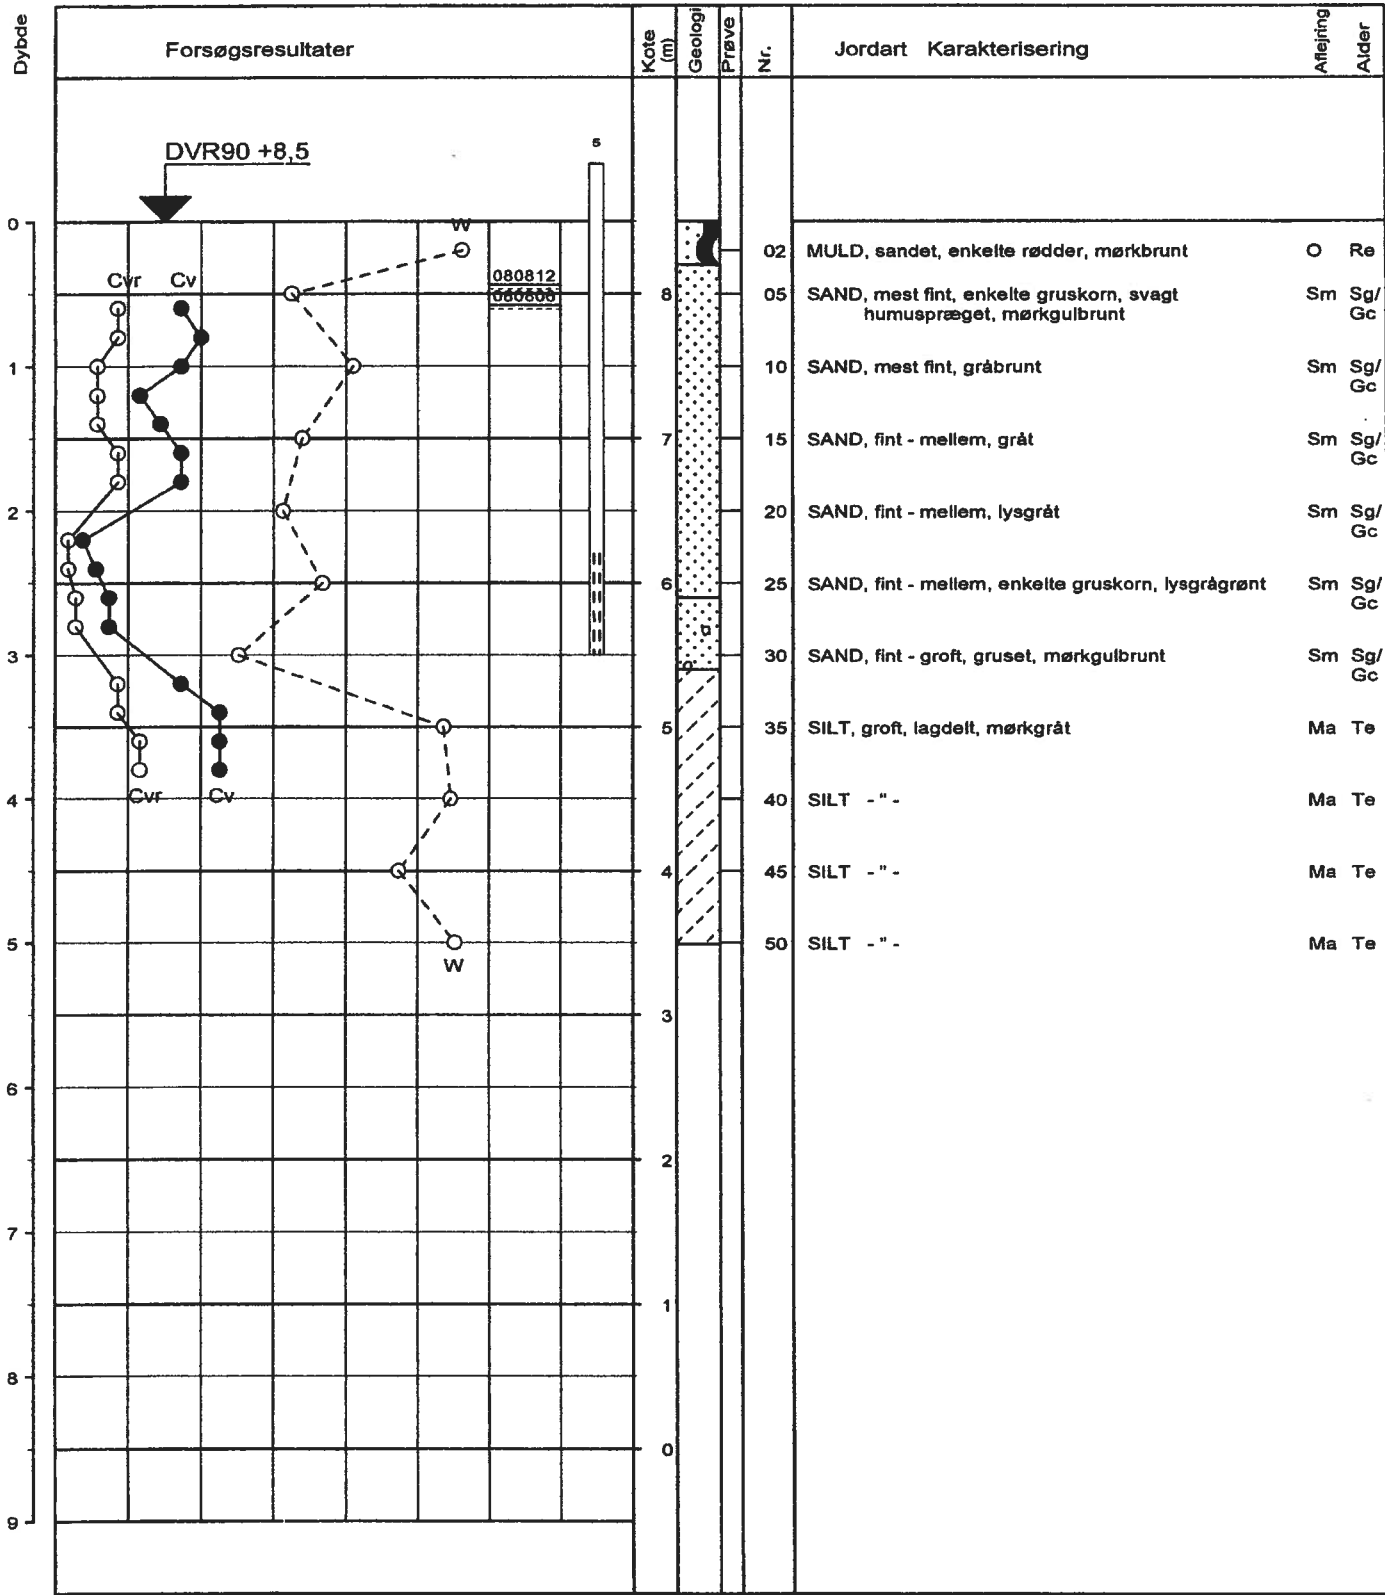 Dybde
Forsøgsresultater
Kote (m)
Geologi
Prøve
Nr.
Jordart Karakterisering
Aflejring
Alder
DVR90 +8,5
s
0
W
02 MULD, sandet, enkelte rødder, mørkbrunt O Re
Cvr Cv
080812
080806
8
05 SAND, mest fint, enkelte gruskorn, svagt Sm Sg/
humuspræget, mørkgulbrunt Gc
1
10 SAND, mest fint, gråbrunt Sm Sg/
Gc
7
15 SAND, fint - mellem, gråt Sm Sg/
Gc
2
20 SAND, fint - mellem, lysgråt Sm Sg/
Gc
6
25 SAND, fint - mellem, enkelte gruskorn, lysgrågrønt Sm Sg/
Gc
3
30 SAND, fint - groft, gruset, mørkgulbrunt Sm Sg/
Gc
5
35 SILT, groft, lagdelt, mørkgråt Ma Te
Cvr Cv
4
40 SILT - " - Ma Te
4
45 SILT - " - Ma Te
5
50 SILT - " - Ma Te
W
3
6
2
7
1
8
0
9